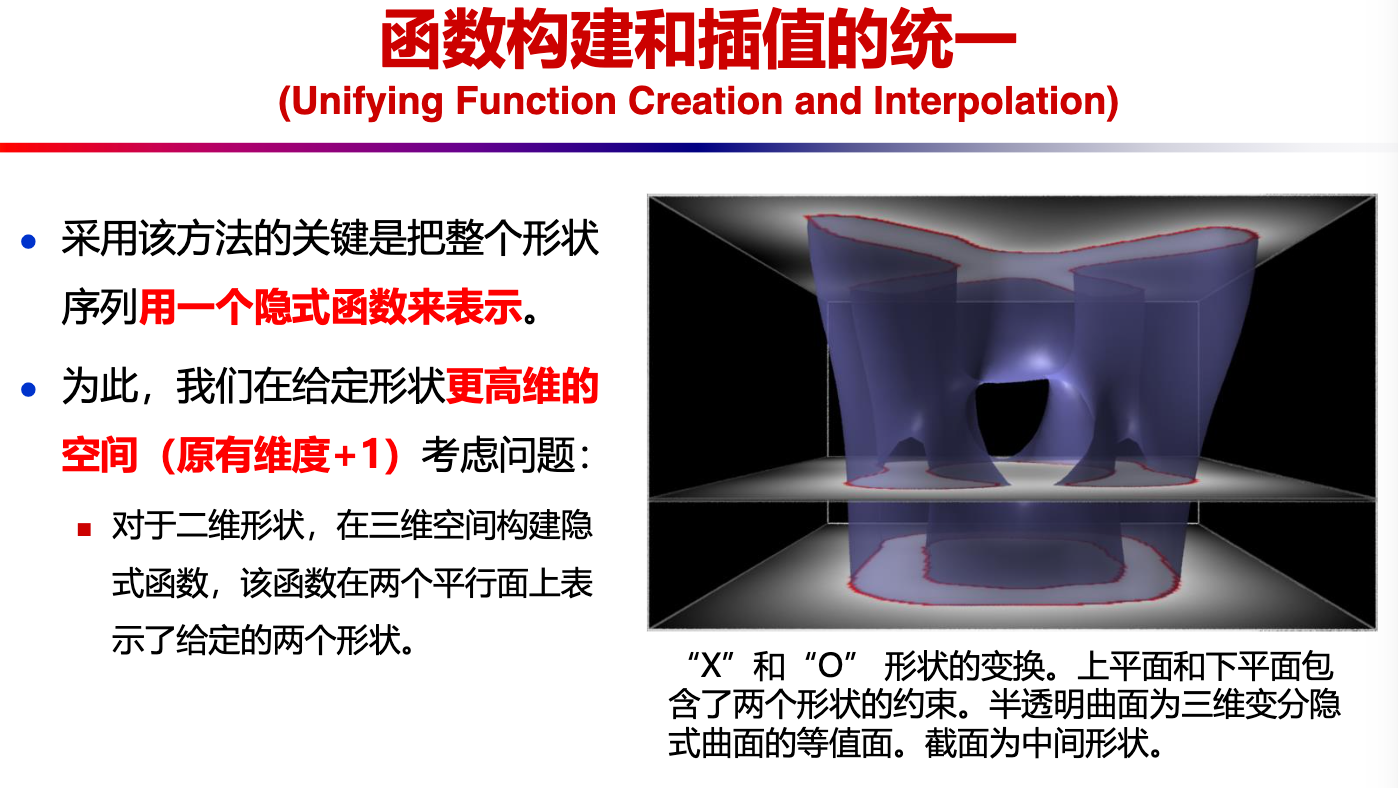 函数构建和插值的统一
(Unifying Function Creation and Interpolation)
采用该方法的关键是把整个形状
序列用一个隐式函数来表示。
为此，我们在给定形状更高维的
空间（原有维度+1）考虑问题：
对于二维形状，在三维空间构建隐
式函数，该函数在两个平行面上表
示了给定的两个形状。
“X”和“O” 形状的变换。上平面和下平面包
含了两个形状的约束。半透明曲面为三维变分隐
式曲面的等值面。截面为中间形状。